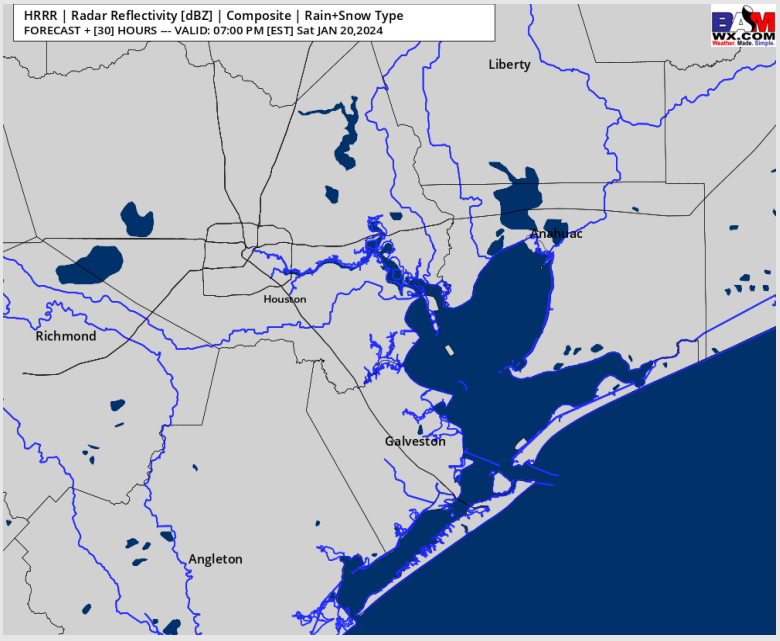 HRRR | Radar Reflectivity [dBZ] | Composite | Rain+Snow Type
FORECAST + [30] HOURS --- VALID: 07:00 PM [EST] Sat JAN 20,2024
BAM
WX.COM
Weather. Made. Simple.
Liberty
Anahuac
Houston
Richmond
Galveston
Angleton